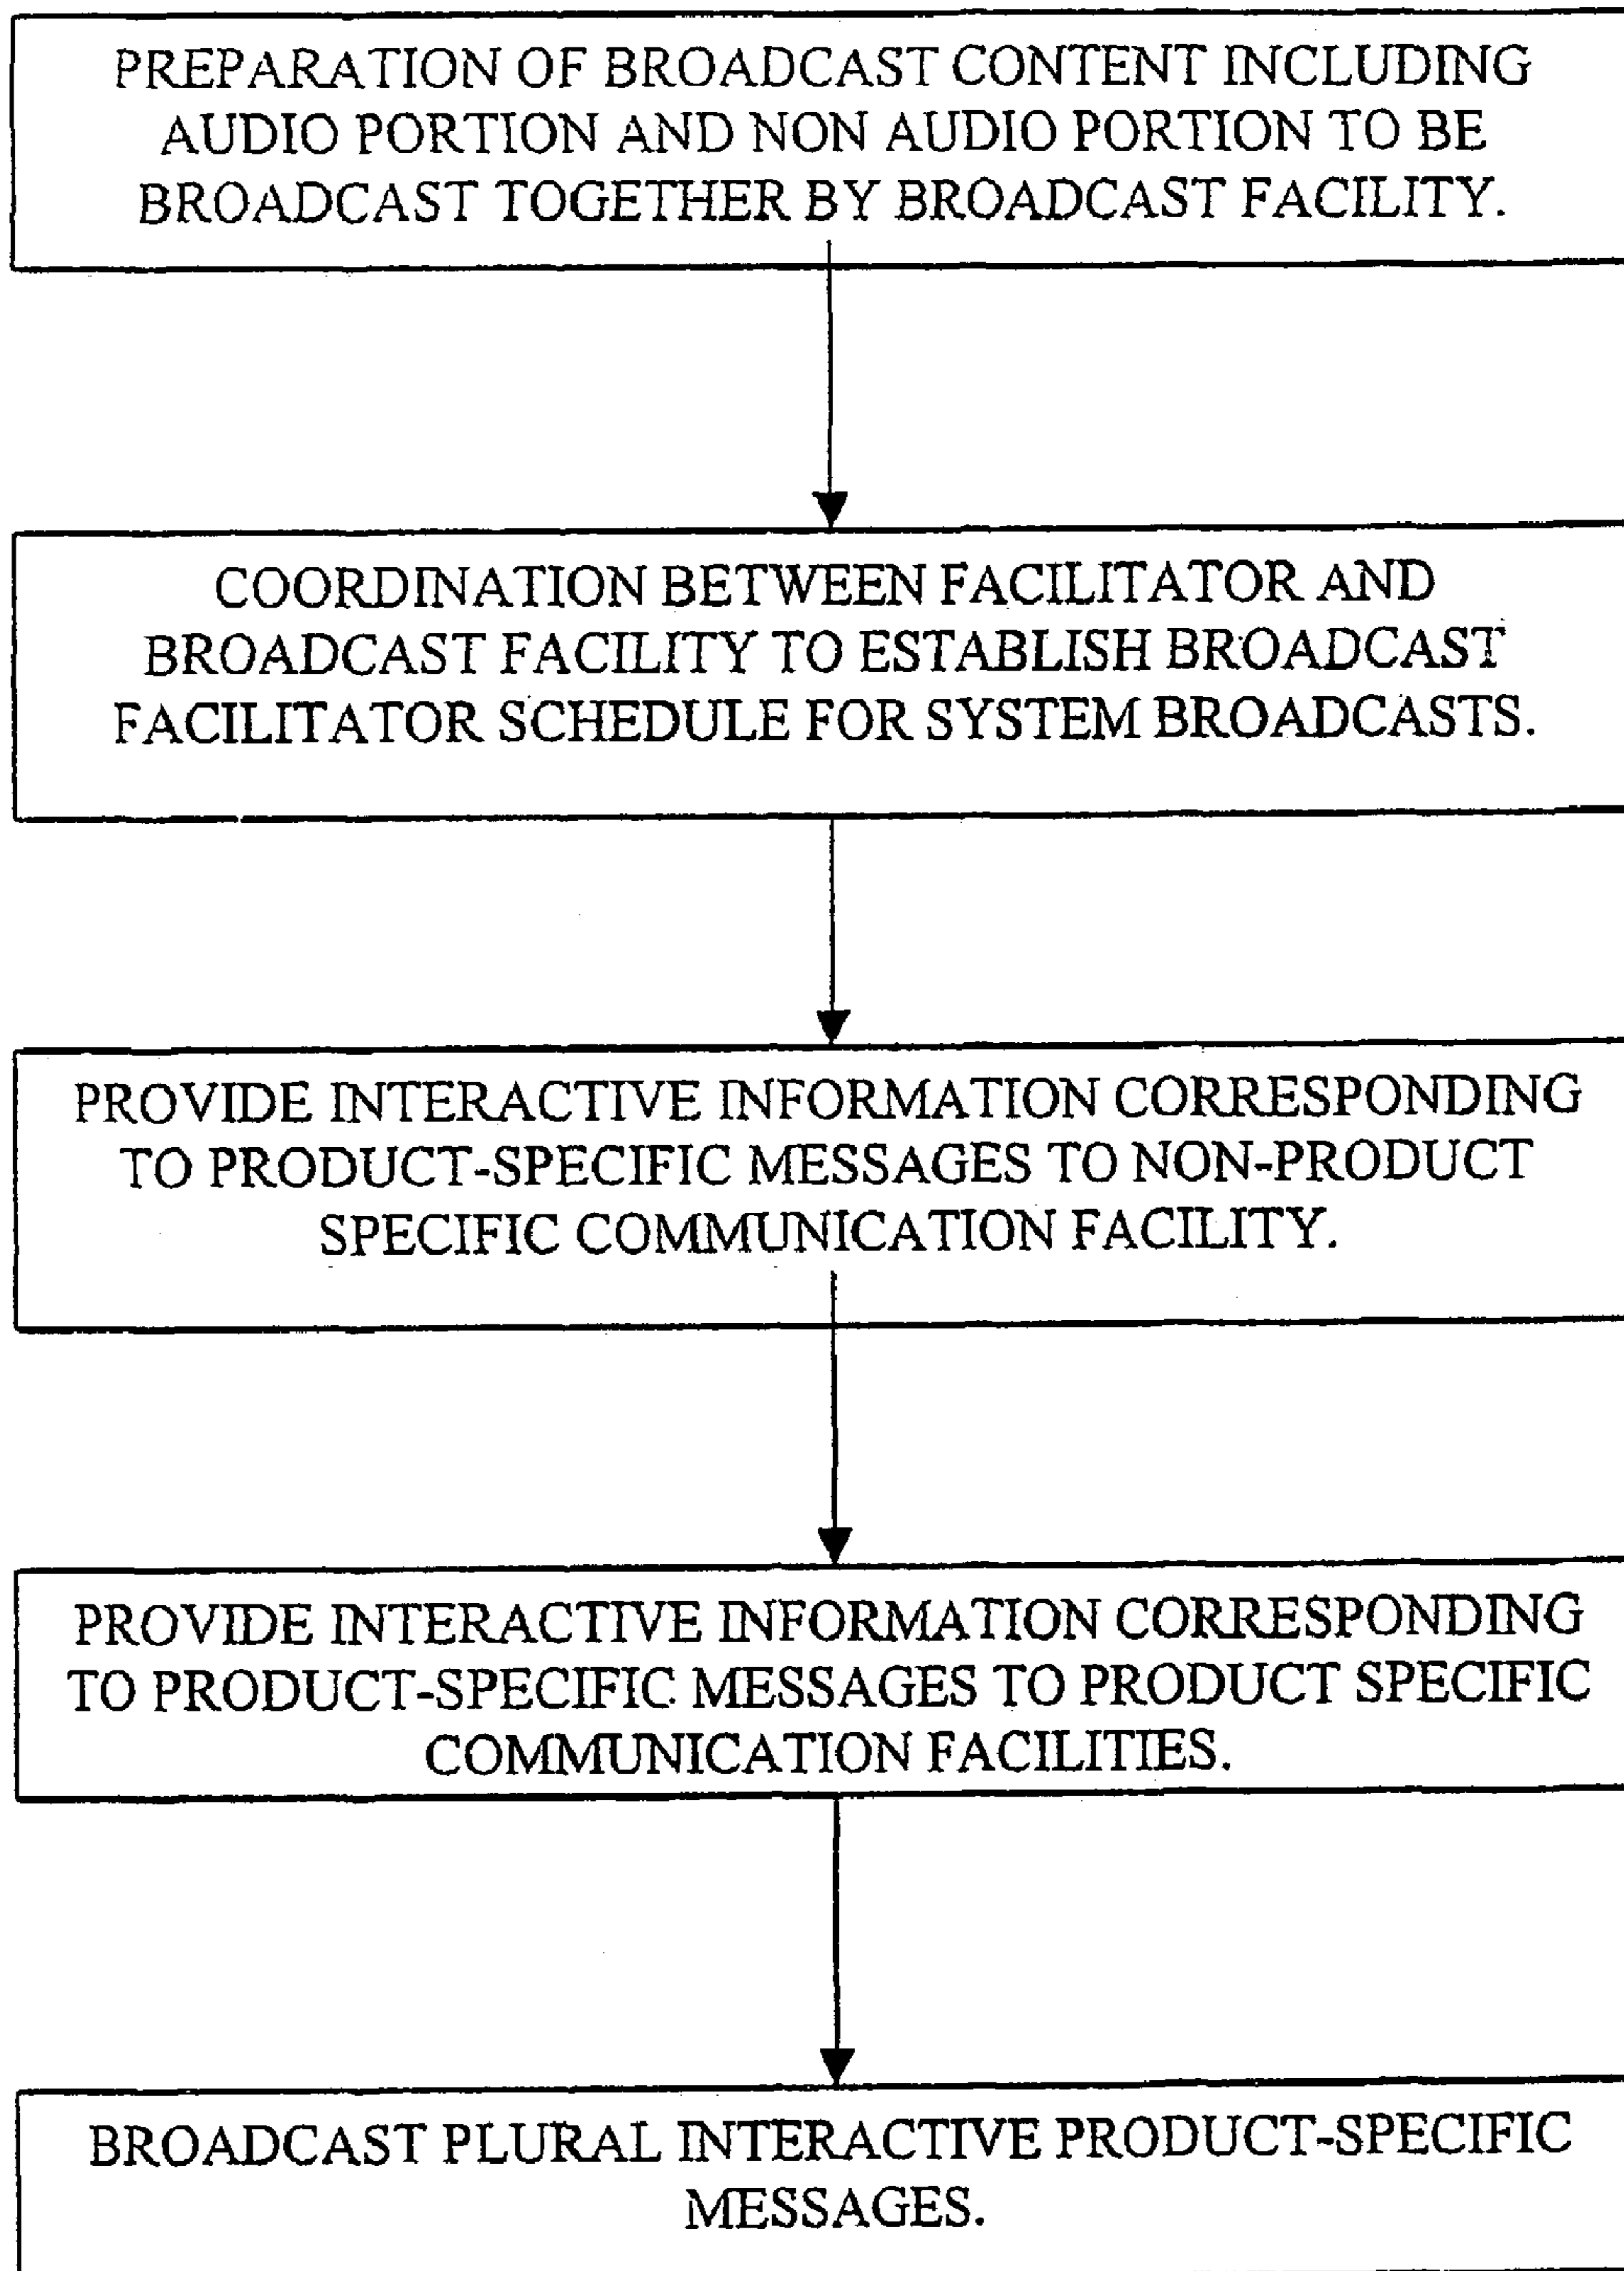 PREPARATION OF BROADCAST CONTENT INCLUDING
AUDIO PORTION AND NON AUDIO PORTION TO BE
BROADCAST TOGETHER BY BROADCAST FACILITY.
COORDINATION BETWEEN FACILITATOR AND
BROADCAST FACILITY TO ESTABLISH BROADCAST
FACILITATOR SCHEDULE FOR SYSTEM BROADCASTS.
PROVIDE INTERACTIVE INFORMATION CORRESPONDING
TO PRODUCT-SPECIFIC MESSAGES TO NON-PRODUCT
SPECIFIC COMMUNICATION FACILITY.
PROVIDE INTERACTIVE INFORMATION CORRESPONDING
TO PRODUCT-SPECIFIC MESSAGES TO PRODUCT SPECIFIC
COMMUNICATION FACILITIES.
BROADCAST PLURAL INTERACTIVE PRODUCT-SPECIFIC
MESSAGES.